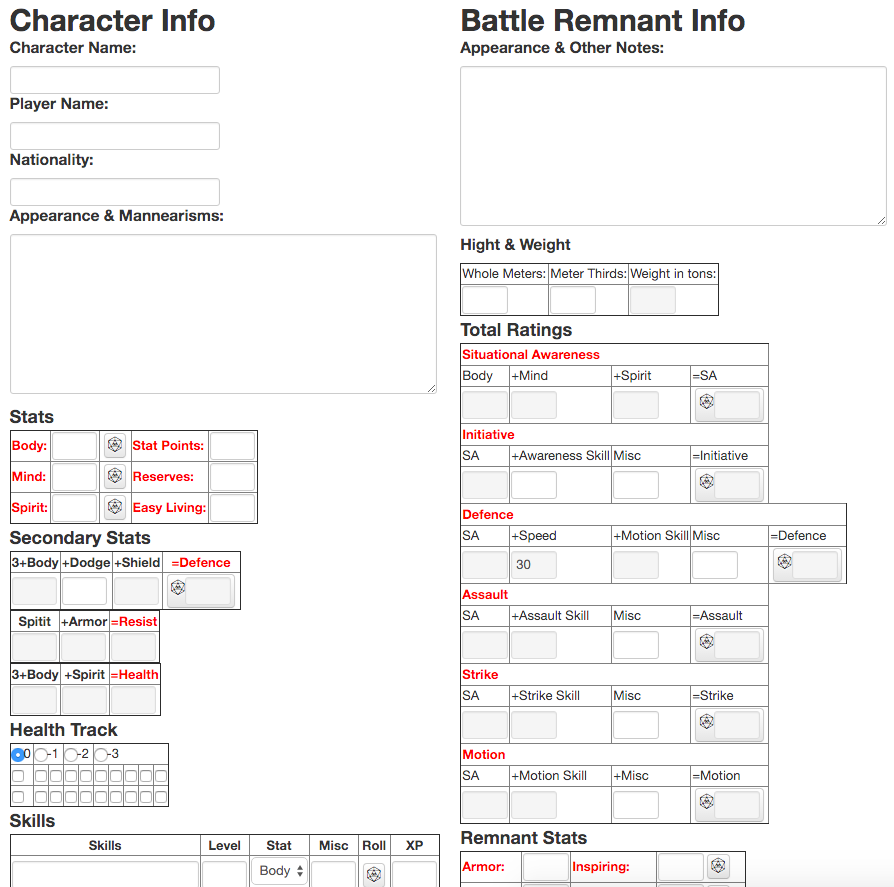 Character Info
Character Name:
Player Name:
Nationality:
Appearance & Mannearisms:
Stats
Body: Stat Points:
Mind: Reserves:
Spirit: Easy Living:
Secondary Stats
3+Body +Dodge +Shield =Defence
Spitit +Armor =Resist
3+Body +Spirit =Health
Health Track
0 -1 -2 -3
Skills
Skills Level Stat Misc Roll XP
Body
Battle Remnant Info
Appearance & Other Notes:
Hight & Weight
Whole Meters: Meter Thirds: Weight in tons:
Total Ratings
Situational Awareness
Body +Mind +Spirit =SA
Initiative
SA +Awareness Skill Misc =Initiative
Defence
SA +Speed +Motion Skill Misc =Defence
30
Assault
SA +Assault Skill Misc =Assault
Strike
SA +Strike Skill Misc =Strike
Motion
SA +Motion Skill +Misc =Motion
Remnant Stats
Armor: Inspiring: